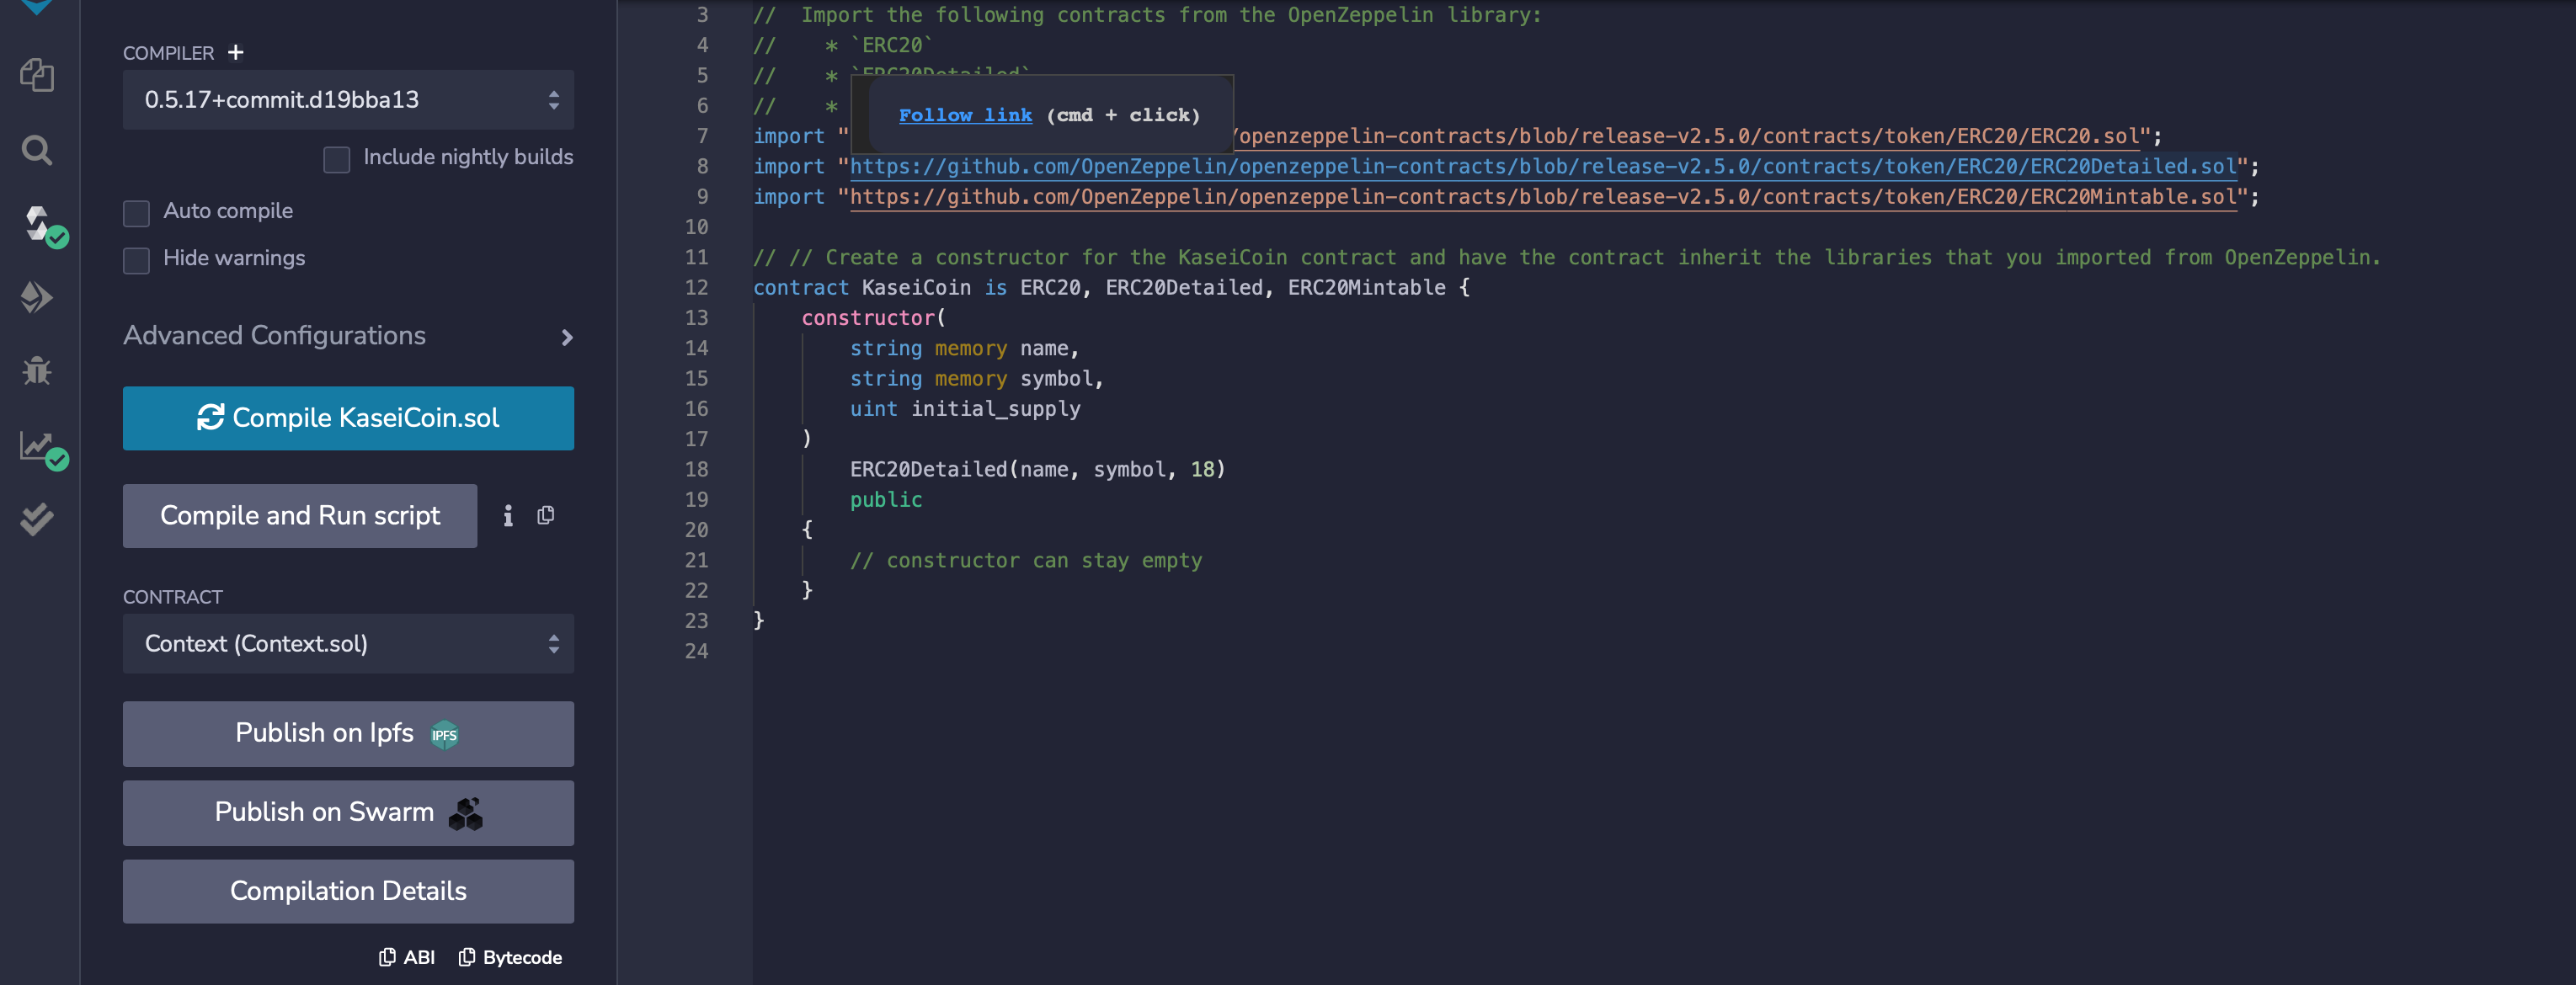 COMPILER +
0.5.17+commit.d19bba13
Include nightly builds
Auto compile
Hide warnings
Advanced Configurations
Compile KaseiCoin.sol
Compile and Run script
CONTRACT
Context (Context.sol)
Publish on Ipfs IPFS
Publish on Swarm
Compilation Details
ABI Bytecode
3 // Import the following contracts from the OpenZeppelin library:
4 // * `ERC20`
5 // * `ERC20Detailed`
6 // *
Follow link (cmd + click)
7 import "/openzeppelin-contracts/blob/release-v2.5.0/contracts/token/ERC20/ERC20.sol";
8 import "https://github.com/OpenZeppelin/openzeppelin-contracts/blob/release-v2.5.0/contracts/token/ERC20/ERC20Detailed.sol";
9 import "https://github.com/OpenZeppelin/openzeppelin-contracts/blob/release-v2.5.0/contracts/token/ERC20/ERC20Mintable.sol";
10
11 // // Create a constructor for the KaseiCoin contract and have the contract inherit the libraries that you imported from OpenZeppelin.
12 contract KaseiCoin is ERC20, ERC20Detailed, ERC20Mintable {
13 constructor(
14 string memory name,
15 string memory symbol,
16 uint initial_supply
17 )
18 ERC20Detailed(name, symbol, 18)
19 public
20 {
21 // constructor can stay empty
22 }
23 }
24